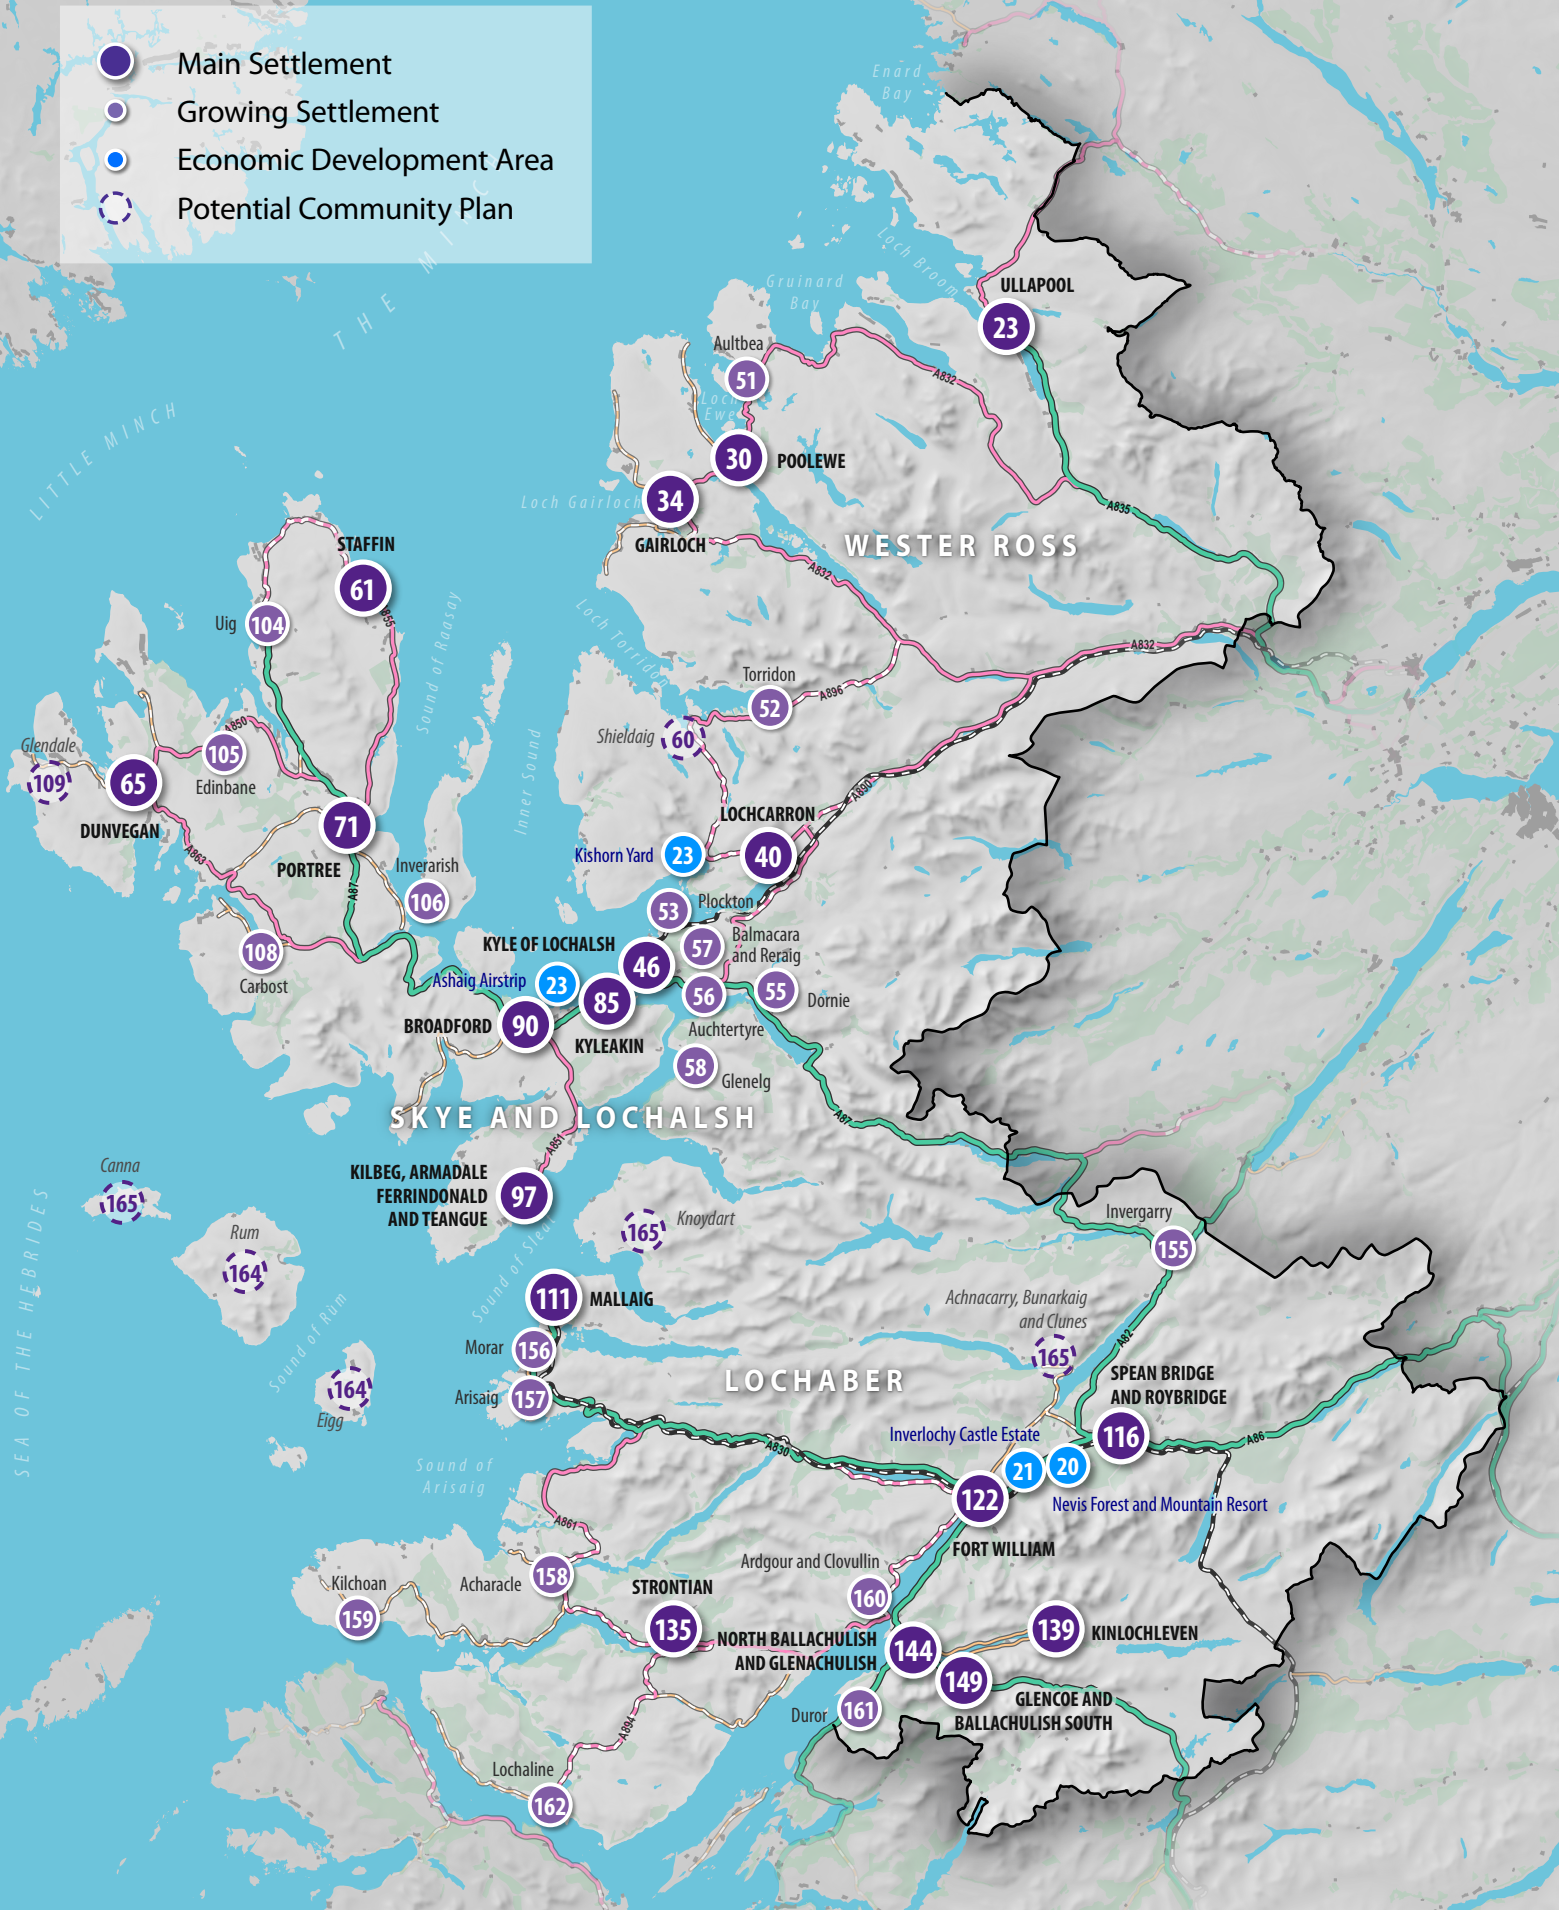 Main Settlement
Growing Settlement
Economic Development Area
Potential Community Plan
THE MINCH
Enard
Bay
Loch Broom
ULLAPOOL
23
Gruinard
Bay
Aultbea
51
Loch
Ewe
A832
30
POOLEWE
LITTLE MINCH
Loch Gairloch
34
GAIRLOCH
A835
WESTER ROSS
A832
STAFFIN
61
A855
Uig
104
Sound of Raasay
Loch Torridon
A832
Torridon
52
A896
Shieldaig
60
Inner Sound
A850
105
Edinbane
Glendale
109
65
DUNVEGAN
A863
71
PORTREE
A87
Inverarish
106
A890
LOCHCARRON
40
Kishorn Yard
23
53
Plockton
57
Balmacara
and Reraig
KYLE OF LOCHALSH
46
108
Carbost
Ashaig Airstrip
23
85
KYLEAKIN
56
Auchtertyre
55
Dornie
BROADFORD
90
58
Glenelg
SKYE AND LOCHALSH
A87
A851
KILBEG, ARMADALE
FERRINDONALD
AND TEANGUE
97
Canna
165
Rum
164
SEA OF THE HEBRIDES
Knoydart
165
Sound of Sleat
Invergarry
155
111
MALLAIG
Sound of Rùm
Achnacarry, Bunarkaig
and Clunes
165
A82
Morar
156
Arisaig
157
164
Eigg
LOCHABER
SPEAN BRIDGE
AND ROYBRIDGE
116
A86
Inverlochy Castle Estate
21
20
Nevis Forest and Mountain Resort
A830
Sound of
Arisaig
122
FORT WILLIAM
A861
Acharacle
158
Kilchoan
159
Ardgour and Clovullin
160
STRONTIAN
135
NORTH BALLACHULISH
AND GLENACHULISH
144
139
KINLOCHLEVEN
149
GLENCOE AND
BALLACHULISH SOUTH
Duror
161
A894
Lochaline
162